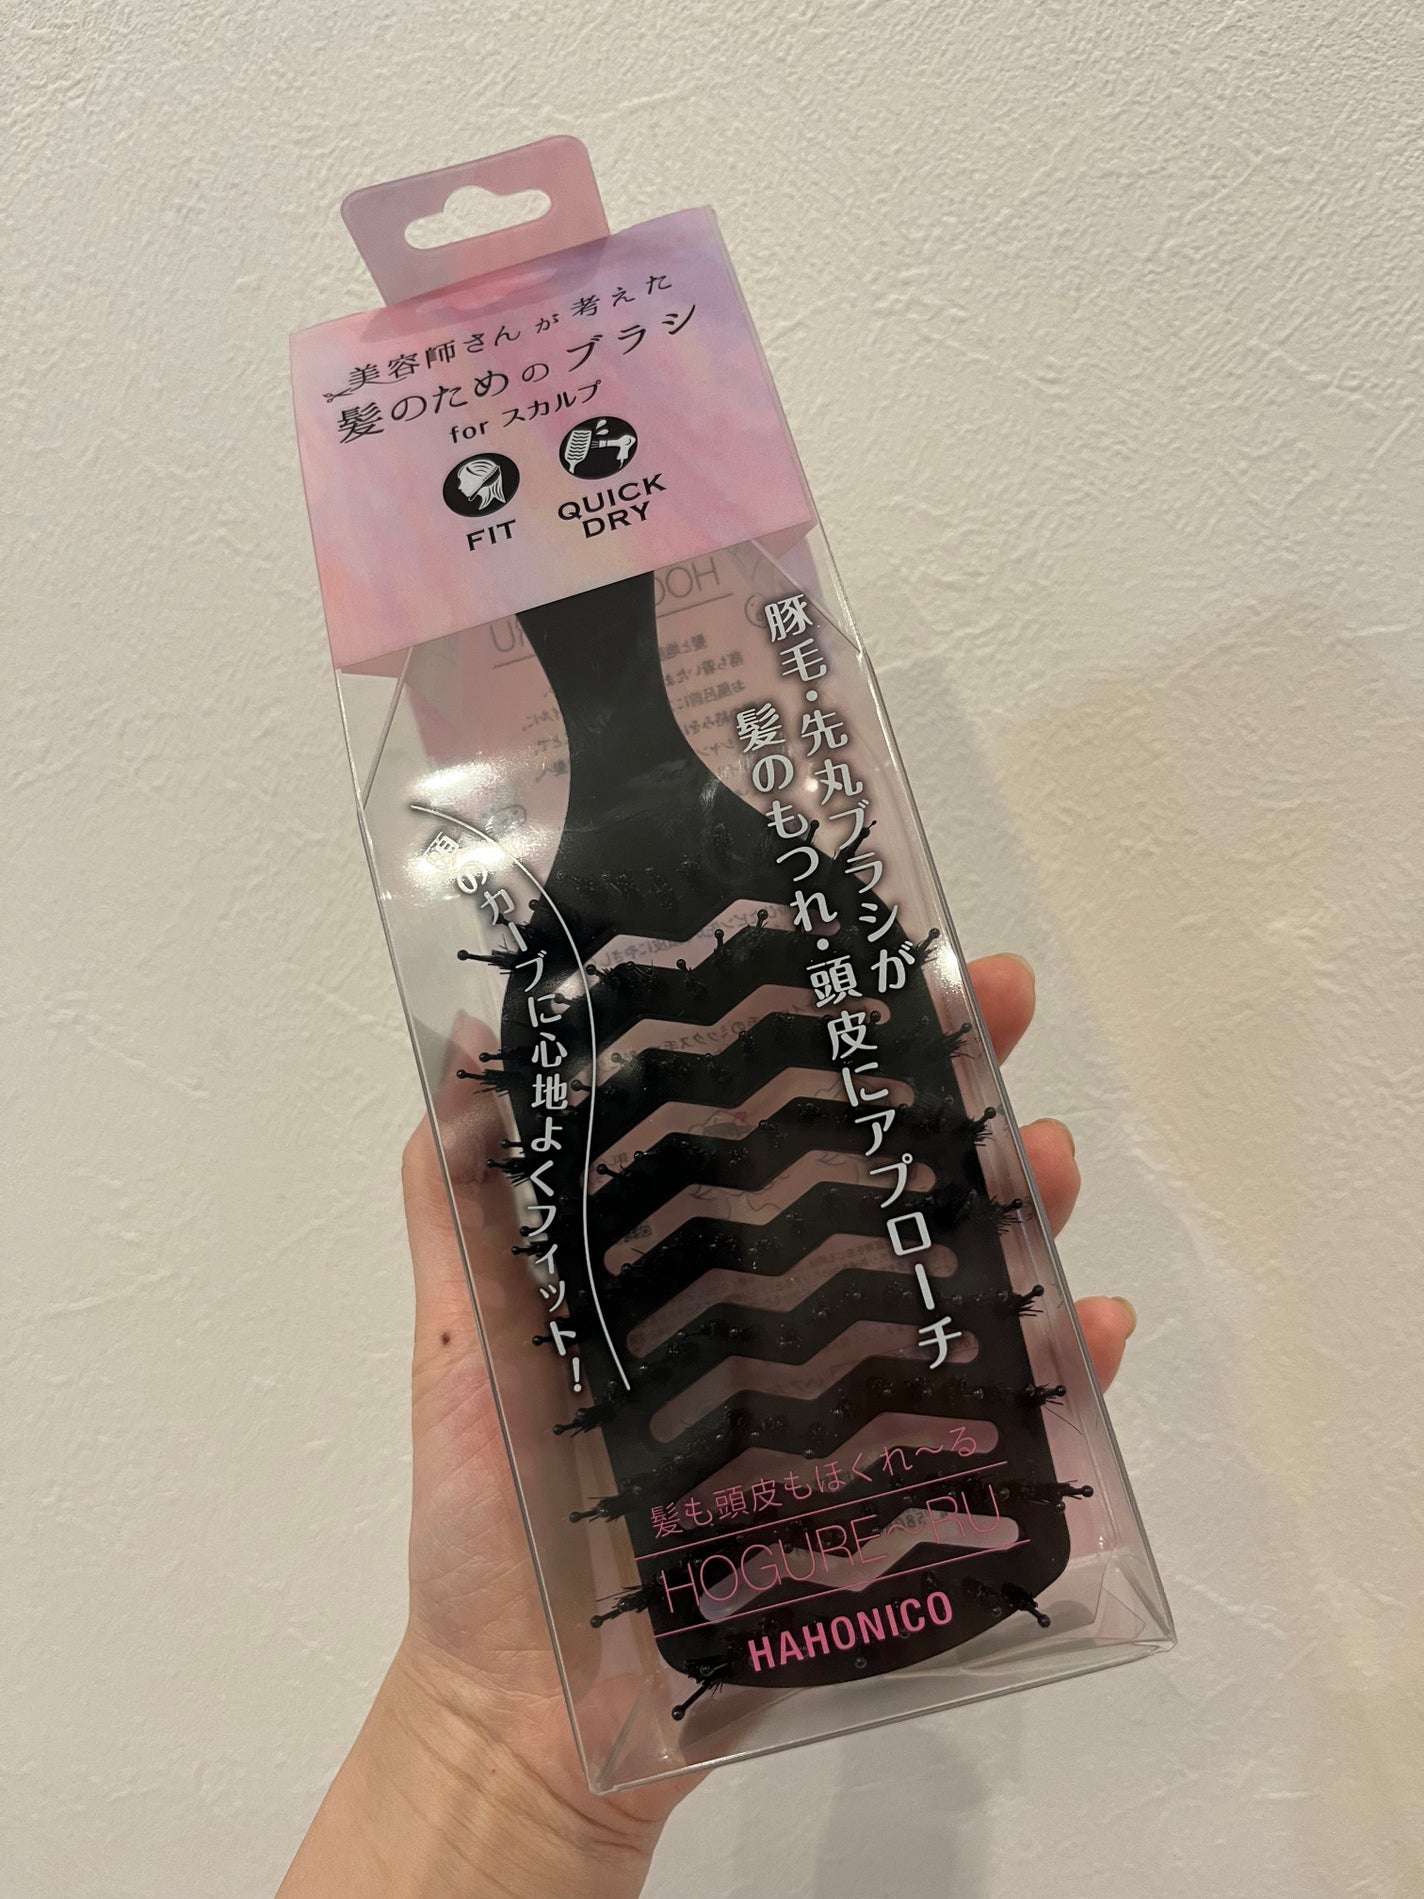 美容師さんが考えた
髪のためのブラシ
for スカルプ
FIT
QUICK
DRY
豚毛・先丸ブラシが
髪のもつれ・頭皮にアプローチ
頭のカーブに心地よくフィット！
髪も頭皮もほぐれ〜る
HOGURE〜RU
HAHONICO